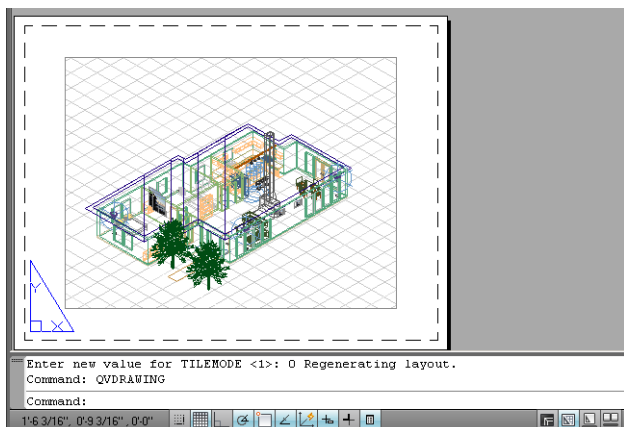 Y
X
Enter new value for TILEMODE <1>: 0 Regenerating layout.
Command: QVDRAWING
Command:
1'-6 3/16", 0'-9 3/16" , 0'-0"